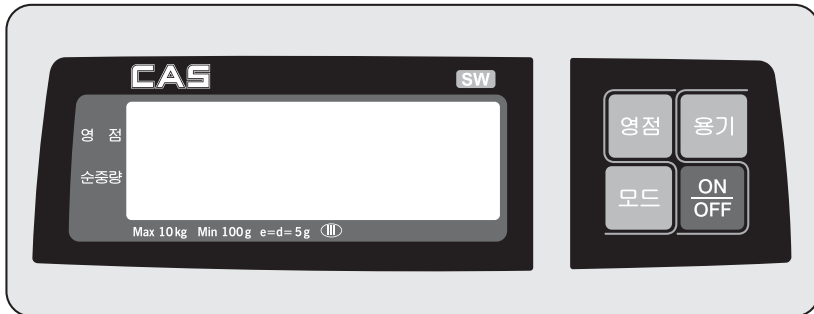 CAS
SW
영 점
순중량
Max 10kg Min 100g e=d= 5g III
영점 용기
모드 ON
OFF